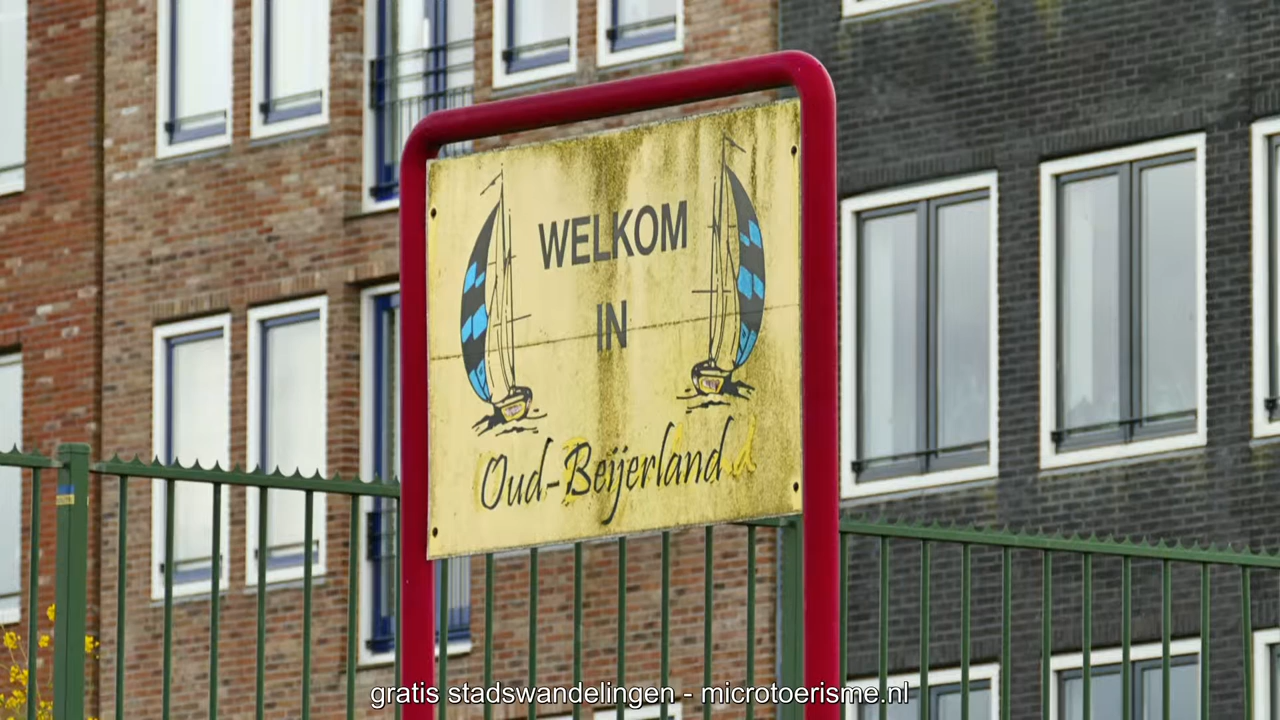 WELKOM
IN
Oud-Beijerland
gratis stadswandelingen - microtoerisme.nl